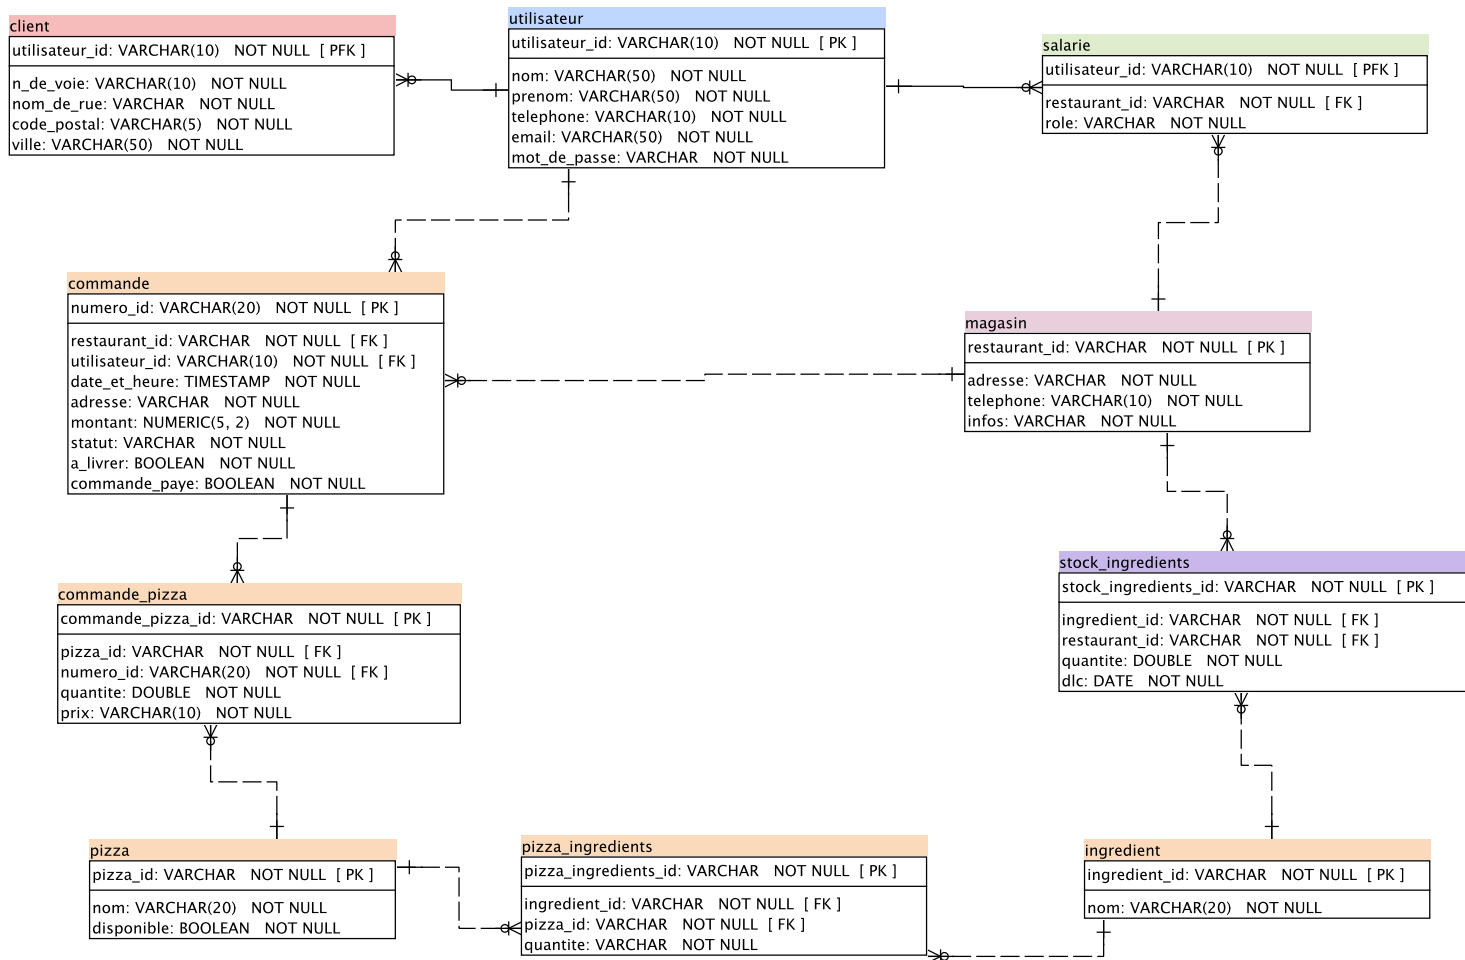 client
utilisateur_id: VARCHAR(10) NOT NULL [ PFK ]
n_de_voie: VARCHAR(10) NOT NULL
nom_de_rue: VARCHAR NOT NULL
code_postal: VARCHAR(5) NOT NULL
ville: VARCHAR(50) NOT NULL
utilisateur
utilisateur_id: VARCHAR(10) NOT NULL [ PK ]
nom: VARCHAR(50) NOT NULL
prenom: VARCHAR(50) NOT NULL
telephone: VARCHAR(10) NOT NULL
email: VARCHAR(50) NOT NULL
mot_de_passe: VARCHAR NOT NULL
salarie
utilisateur_id: VARCHAR(10) NOT NULL [ PFK ]
restaurant_id: VARCHAR NOT NULL [ FK ]
role: VARCHAR NOT NULL
commande
numero_id: VARCHAR(20) NOT NULL [ PK ]
restaurant_id: VARCHAR NOT NULL [ FK ]
utilisateur_id: VARCHAR(10) NOT NULL [ FK ]
date_et_heure: TIMESTAMP NOT NULL
adresse: VARCHAR NOT NULL
montant: NUMERIC(5, 2) NOT NULL
statut: VARCHAR NOT NULL
a_livrer: BOOLEAN NOT NULL
commande_paye: BOOLEAN NOT NULL
magasin
restaurant_id: VARCHAR NOT NULL [ PK ]
adresse: VARCHAR NOT NULL
telephone: VARCHAR(10) NOT NULL
infos: VARCHAR NOT NULL
commande_pizza
commande_pizza_id: VARCHAR NOT NULL [ PK ]
pizza_id: VARCHAR NOT NULL [ FK ]
numero_id: VARCHAR(20) NOT NULL [ FK ]
quantite: DOUBLE NOT NULL
prix: VARCHAR(10) NOT NULL
stock_ingredients
stock_ingredients_id: VARCHAR NOT NULL [ PK ]
ingredient_id: VARCHAR NOT NULL [ FK ]
restaurant_id: VARCHAR NOT NULL [ FK ]
quantite: DOUBLE NOT NULL
dlc: DATE NOT NULL
pizza
pizza_id: VARCHAR NOT NULL [ PK ]
nom: VARCHAR(20) NOT NULL
disponible: BOOLEAN NOT NULL
pizza_ingredients
pizza_ingredients_id: VARCHAR NOT NULL [ PK ]
ingredient_id: VARCHAR NOT NULL [ FK ]
pizza_id: VARCHAR NOT NULL [ FK ]
quantite: VARCHAR NOT NULL
ingredient
ingredient_id: VARCHAR NOT NULL [ PK ]
nom: VARCHAR(20) NOT NULL